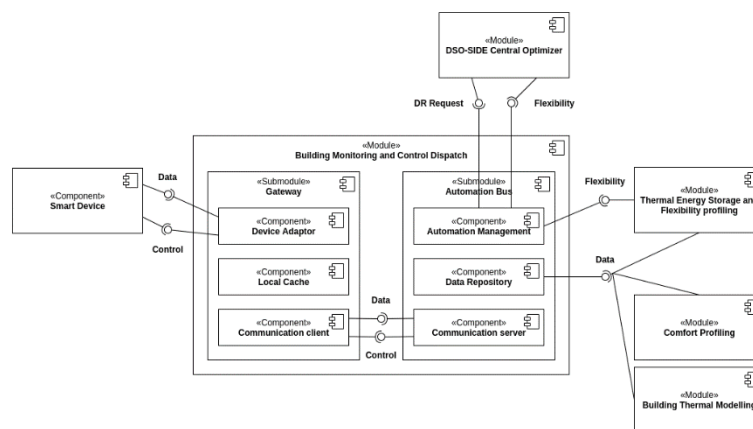 «Module»
DSO-SIDE Central Optimizer
DR Request
Flexibility
«Module»
Building Monitoring and Control Dispatch
Data
«Component»
Smart Device
Control
«Submodule»
Gateway
«Component»
Device Adaptor
«Component»
Local Cache
«Component»
Communication client
Data
Control
«Submodule»
Automation Bus
«Component»
Automation Management
«Component»
Data Repository
«Component»
Communication server
Flexibility
«Module»
Thermal Energy Storage and
Flexibility profiling
Data
«Module»
Comfort Profiling
«Module»
Building Thermal Modelling